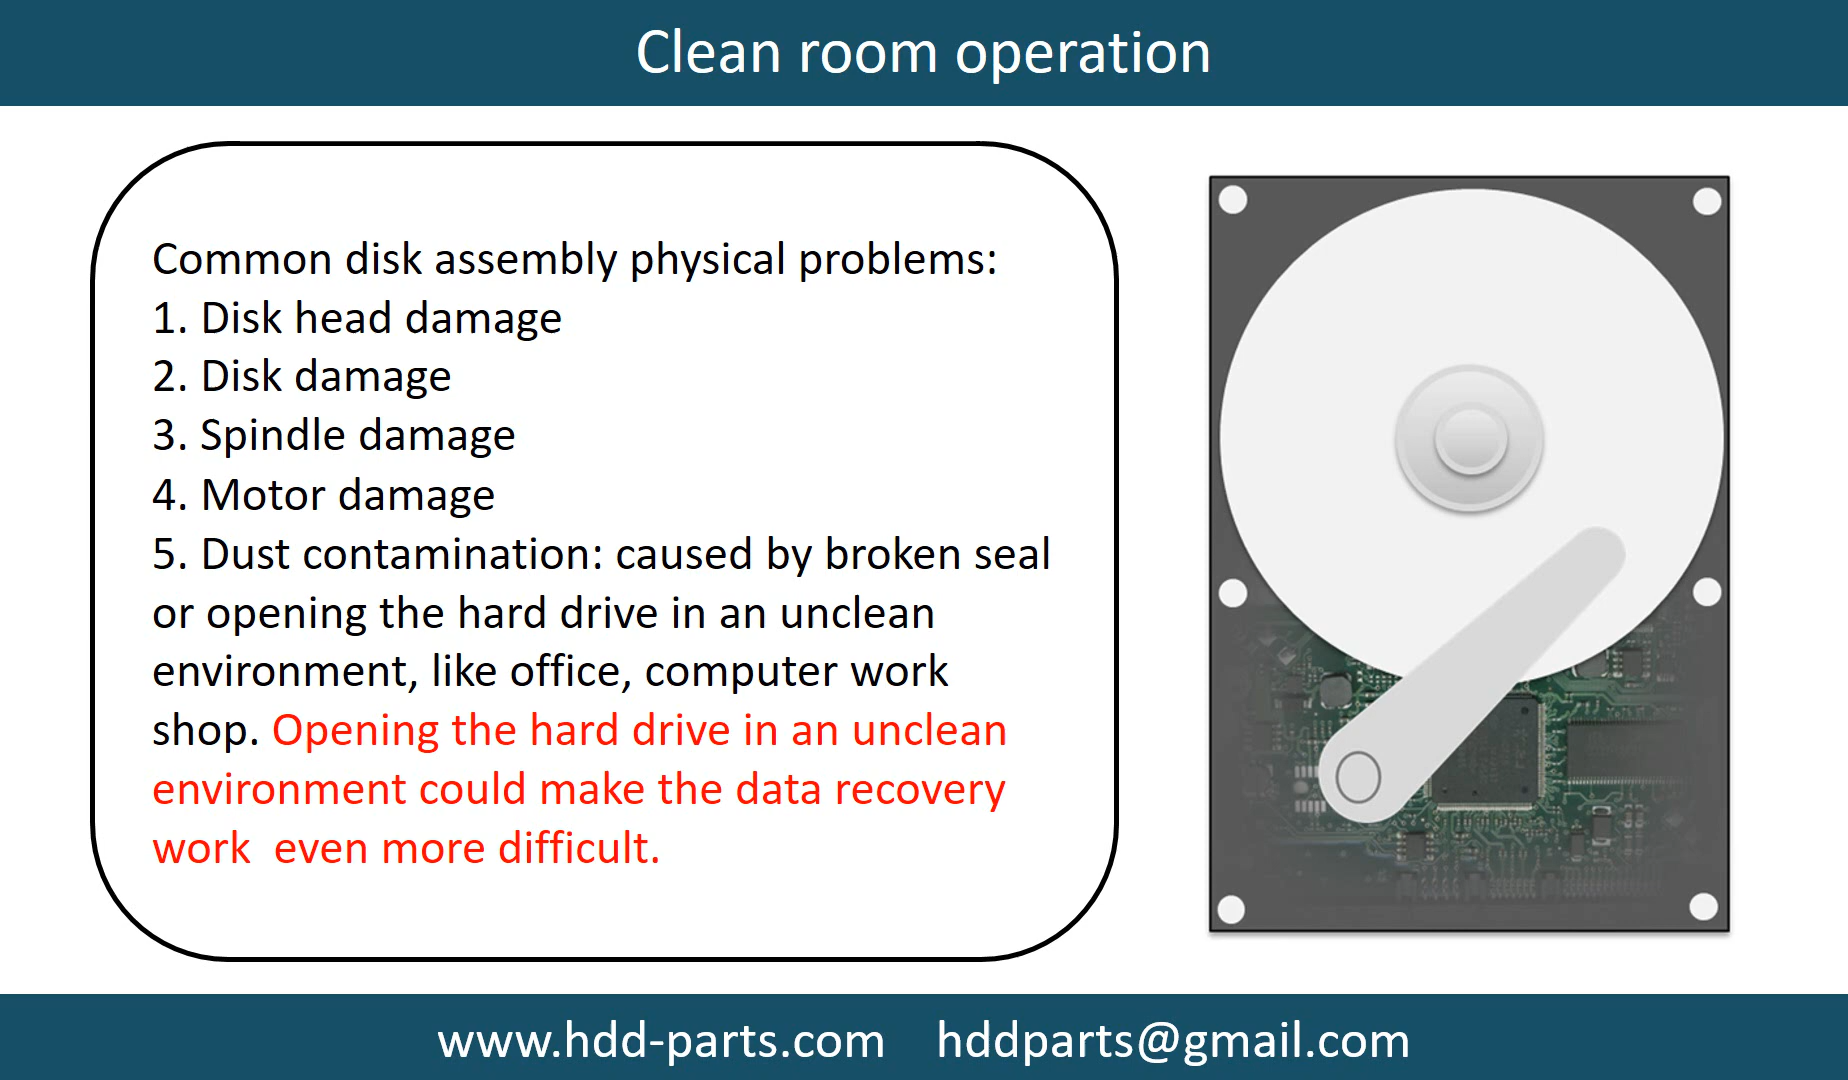 Clean room operation
Common disk assembly physical problems:
1. Disk head damage
2. Disk damage
3. Spindle damage
4. Motor damage
5. Dust contamination: caused by broken seal
or opening the hard drive in an unclean
environment, like office, computer work
shop. Opening the hard drive in an unclean
environment could make the data recovery
work  even more difficult.
www.hdd-parts.com    hddparts@gmail.com